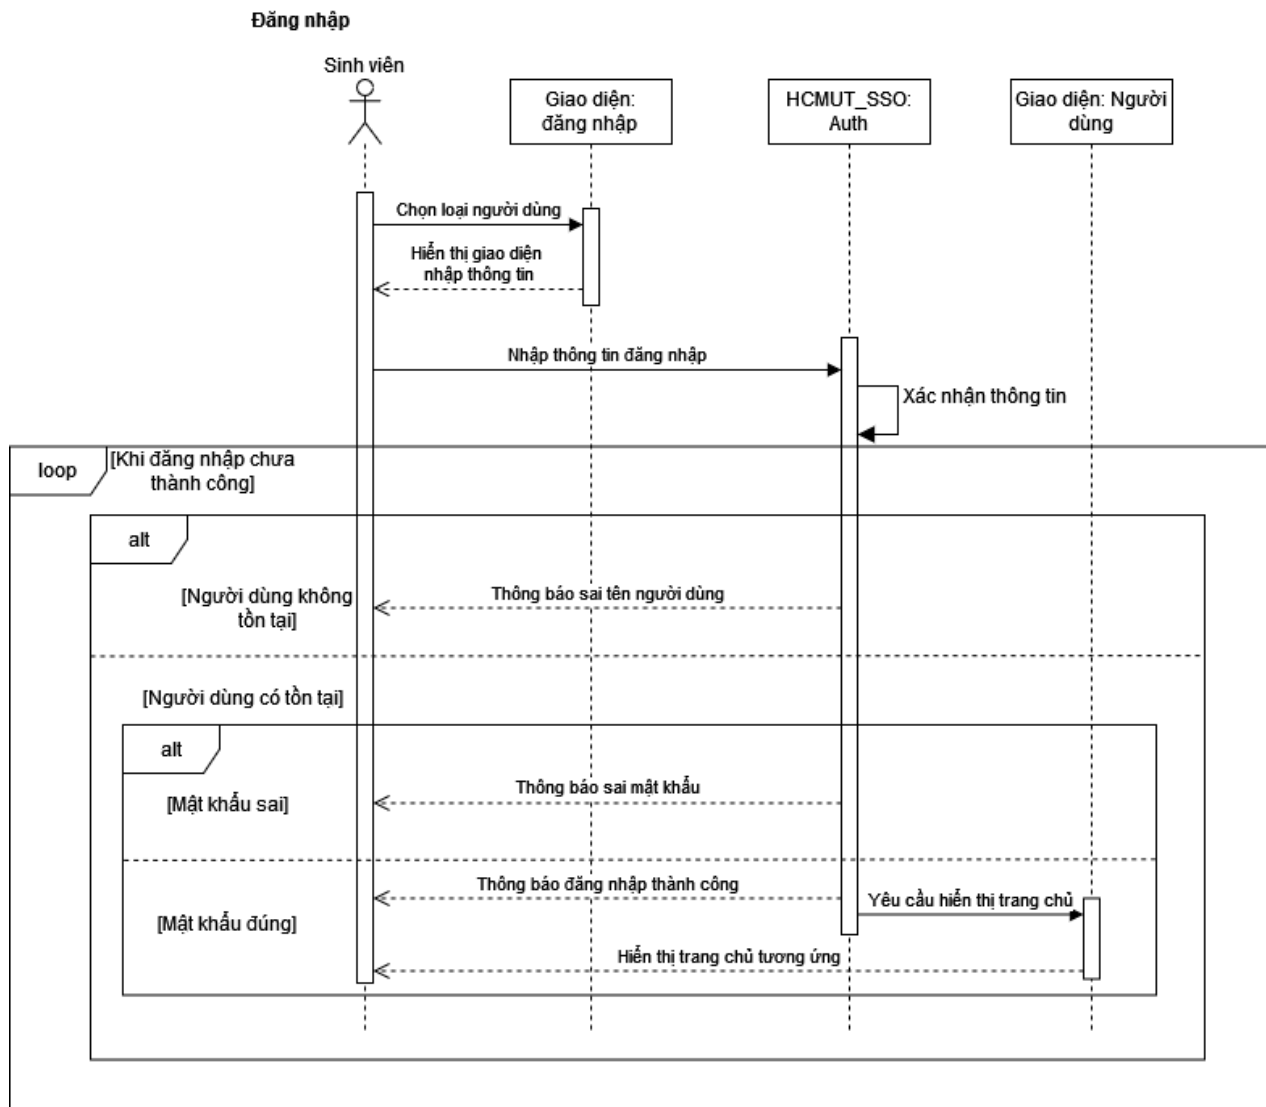 Đăng nhập
Sinh viên
Giao diện:
đăng nhập
HCMUT_SSO:
Auth
Giao diện: Người
dùng
Chọn loại người dùng
Hiển thị giao diện
nhập thông tin
Nhập thông tin đăng nhập
Xác nhận thông tin
loop
[Khi đăng nhập chưa
thành công]
alt
[Người dùng không
tồn tại]
Thông báo sai tên người dùng
[Người dùng có tồn tại]
alt
Thông báo sai mật khẩu
[Mật khẩu sai]
Thông báo đăng nhập thành công
Yêu cầu hiển thị trang chủ
[Mật khẩu đúng]
Hiển thị trang chủ tương ứng